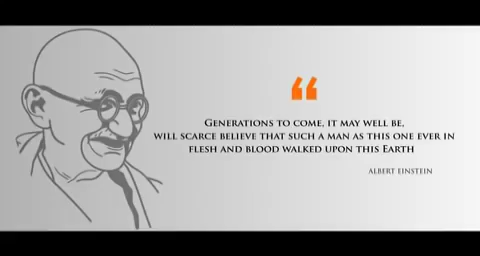 “
Generations to come, it may well be,
will scarce believe that such a man as this one ever in
flesh and blood walked upon this Earth
ALBERT EINSTEIN